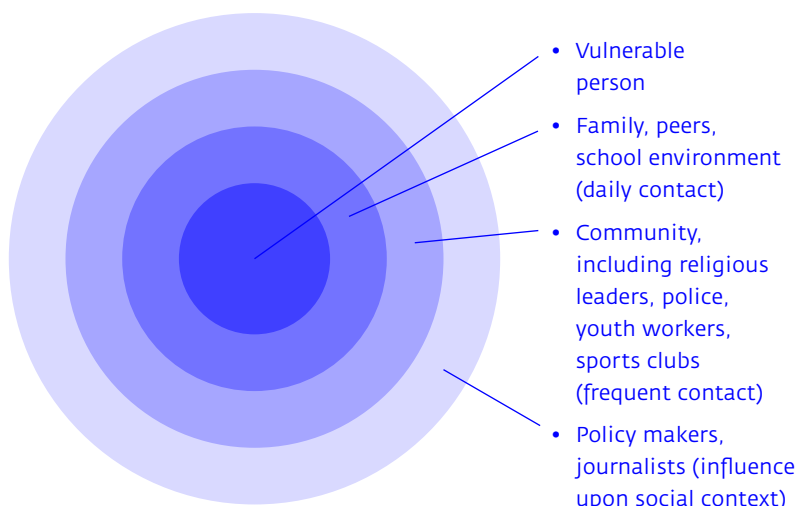 • Vulnerable
person
• Family, peers,
school environment
(daily contact)
• Community,
including religious
leaders, police,
youth workers,
sports clubs
(frequent contact)
• Policy makers,
journalists (influence
upon social context)